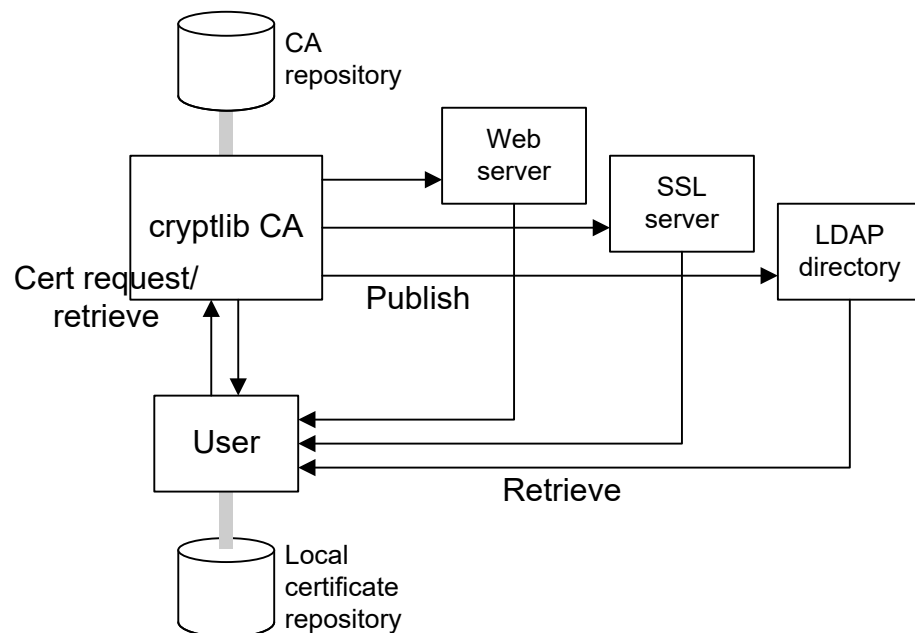 CA
repository
Web
server
SSL
server
cryptlib CA
LDAP
directory
Cert request/
retrieve
Publish
User
Retrieve
Local
certificate
repository